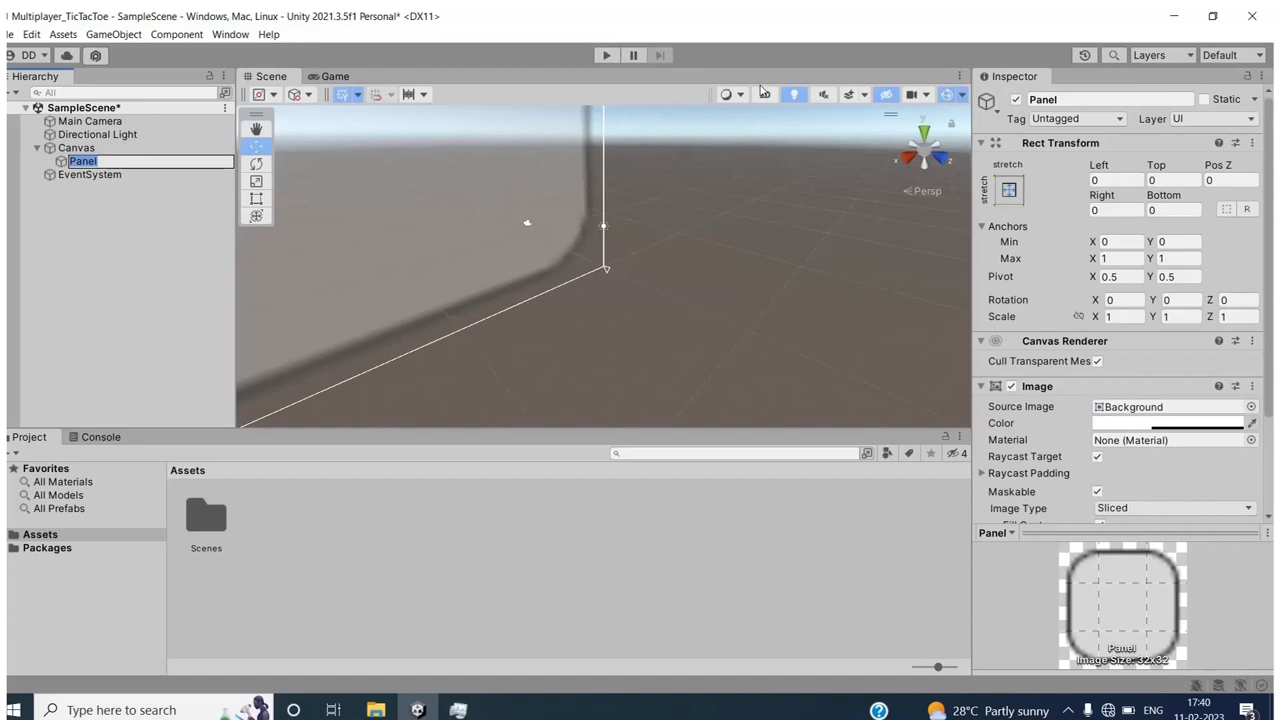 Multiplayer_TicTacToe - SampleScene - Windows, Mac, Linux - Unity 2021.3.5f1 Personal* <DX11>
Edit Assets GameObject Component Window Help
DD Layers Default
Hierarchy Scene Game Inspector
All
SampleScene*
Main Camera
Directional Light
Canvas
Panel
EventSystem
y
x z
Persp
Panel Static
Tag Untagged Layer UI
Rect Transform
stretch Left Top Pos Z
stretch 0 0 0
Right Bottom
0 0 R
Anchors
Min X 0 Y 0
Max X 1 Y 1
Pivot X 0.5 Y 0.5
Rotation X 0 Y 0 Z 0
Scale X 1 Y 1 Z 1
Canvas Renderer
Cull Transparent Mes
Image
Source Image Background
Color
Material None (Material)
Raycast Target
Raycast Padding
Maskable
Image Type Sliced
Project Console
4
Favorites
All Materials
All Models
All Prefabs
Assets
Packages
Assets
Scenes
Panel
Panel
Image Size: 32x32
Type here to search
28°C Partly sunny ENG 17:40
11-02-2023 3